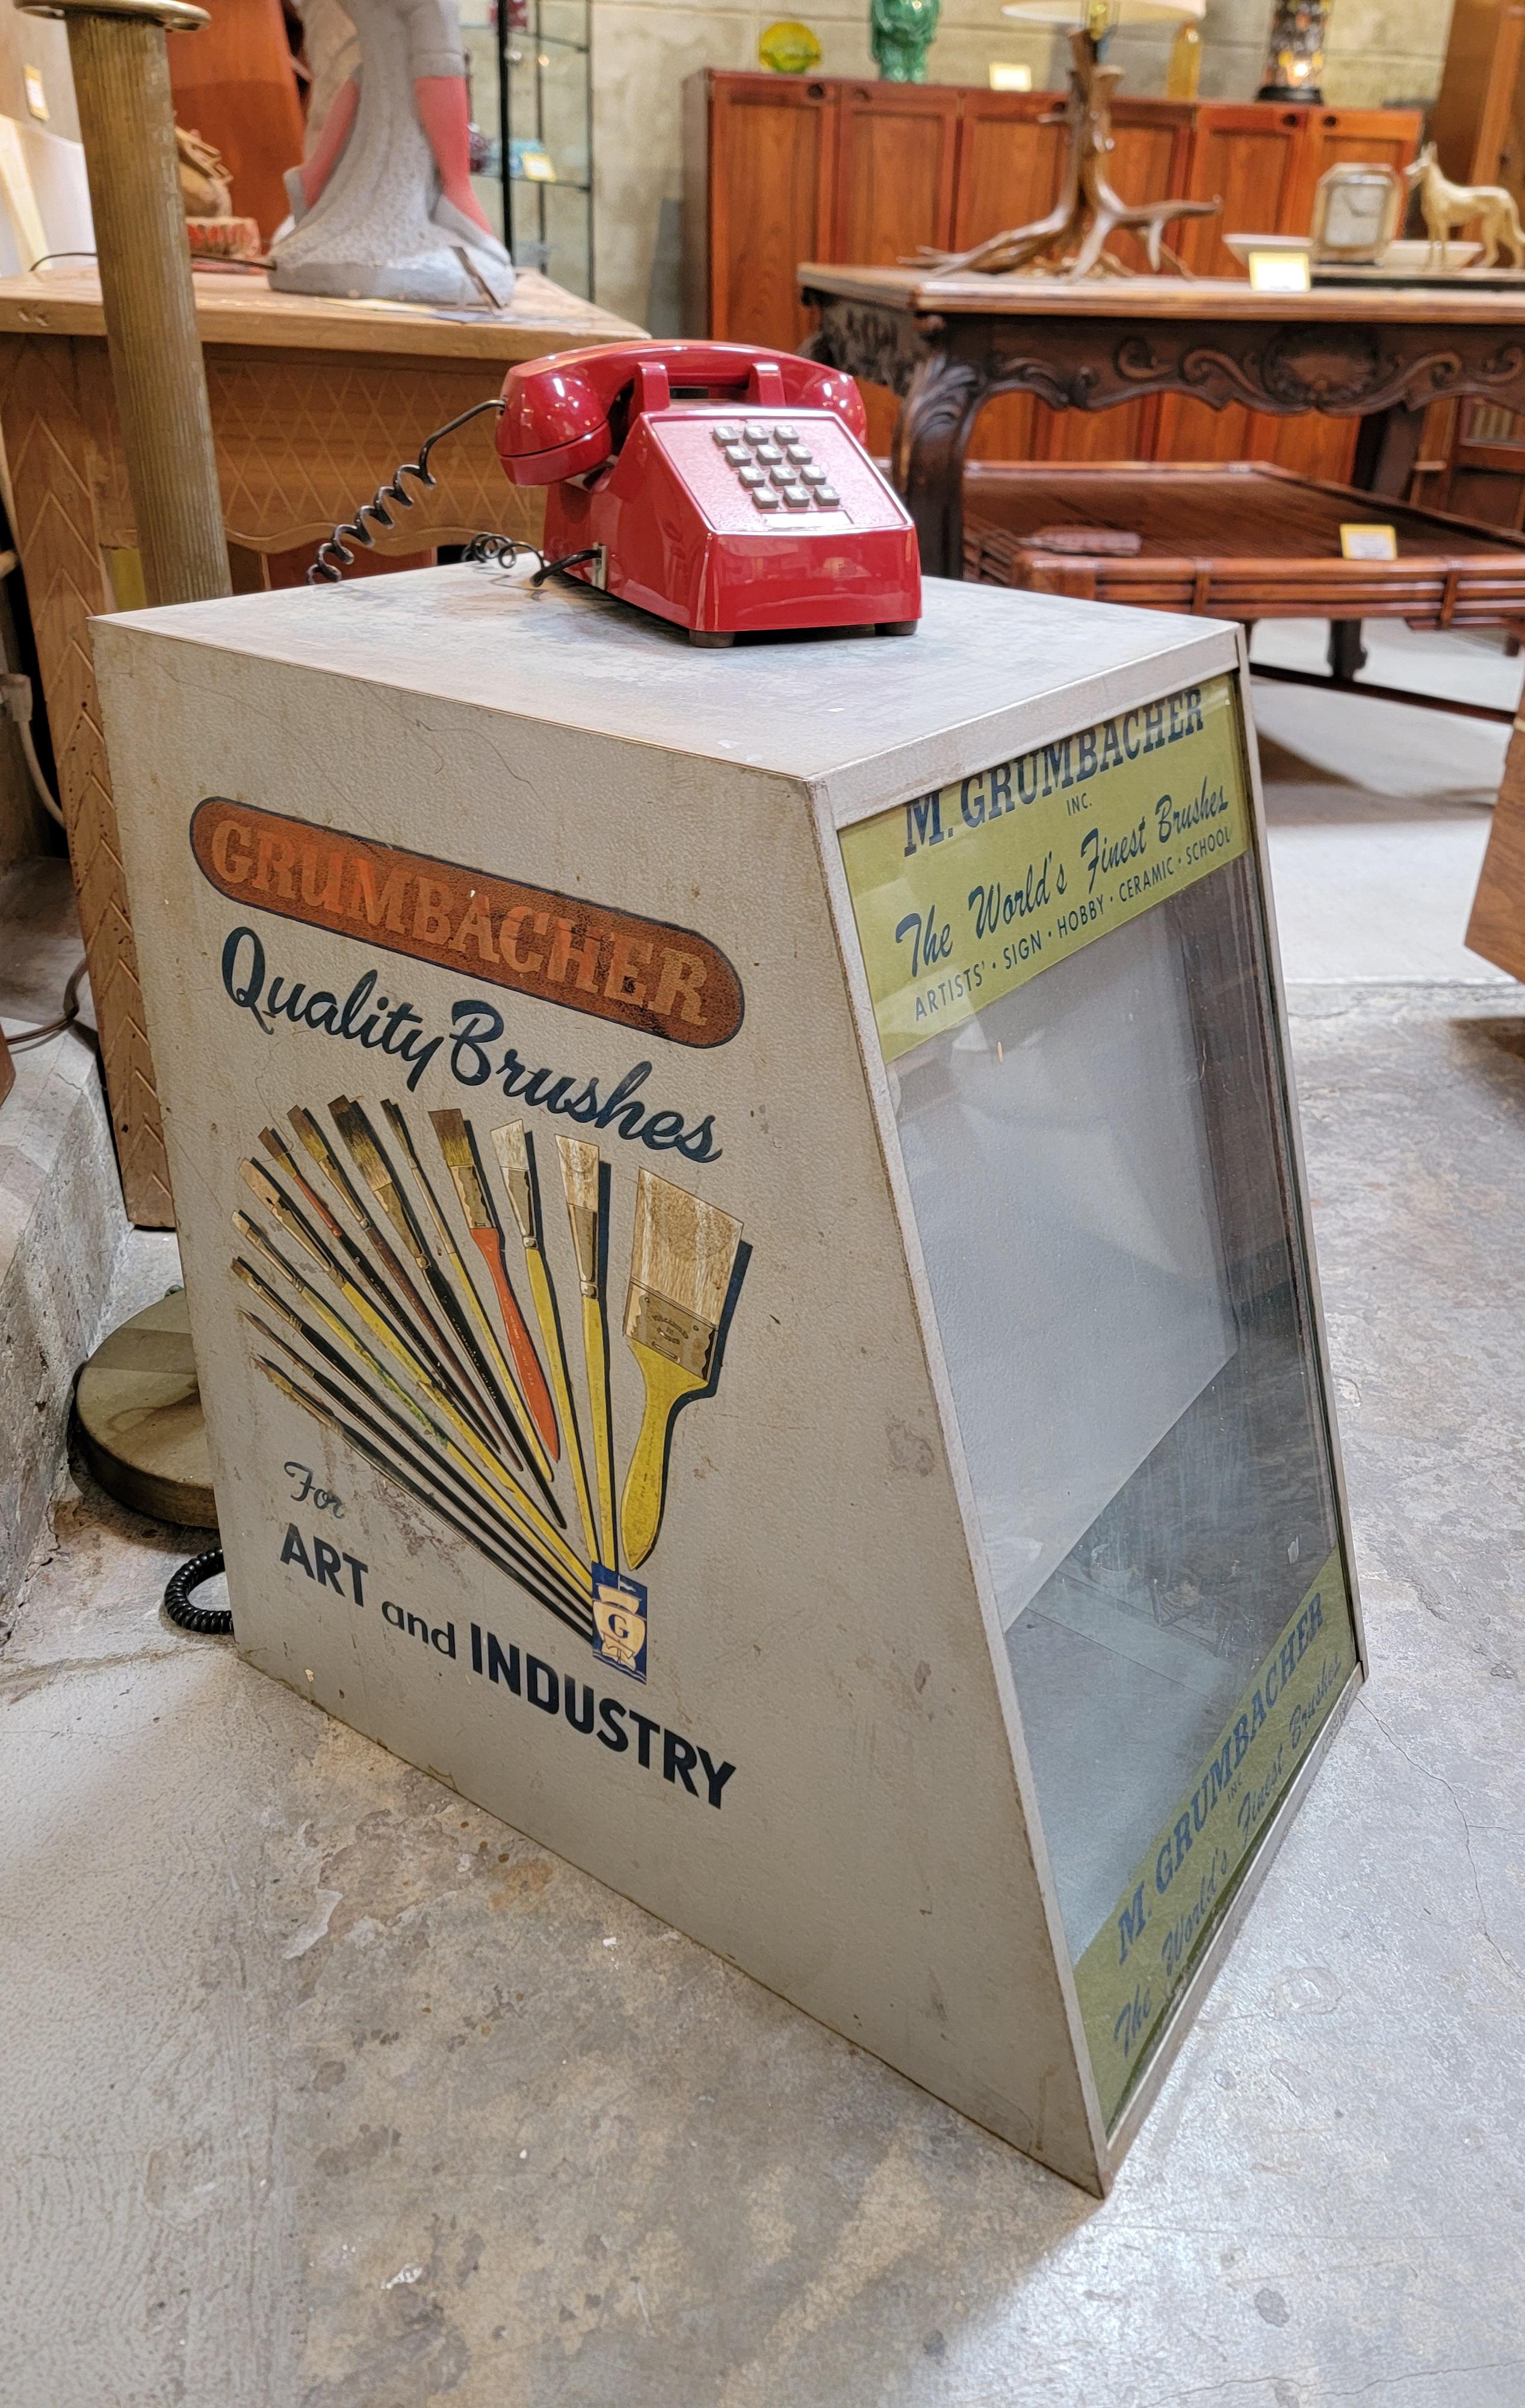 GRUMBACHER
Quality Brushes
For
ART and INDUSTRY
G
M. GRUMBACHER
INC.
The World's Finest Brushes
ARTISTS' · SIGN · HOBBY · CERAMIC · SCHOOL
M. GRUMBACHER
INC.
The World's Finest Brushes